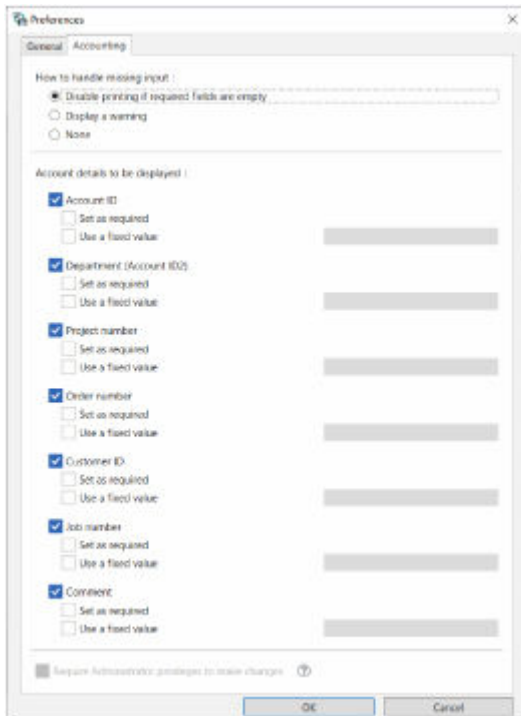 Preferences
General
Accounting
How to handle missing input :
Disable printing if required fields are empty
Display a warning
None
Account details to be displayed :
Account ID
Set as required
Use a fixed value
Department (Account ID2)
Set as required
Use a fixed value
Project number
Set as required
Use a fixed value
Order number
Set as required
Use a fixed value
Customer ID
Set as required
Use a fixed value
Job number
Set as required
Use a fixed value
Comment
Set as required
Use a fixed value
Require Administrator privileges to make changes
OK
Cancel